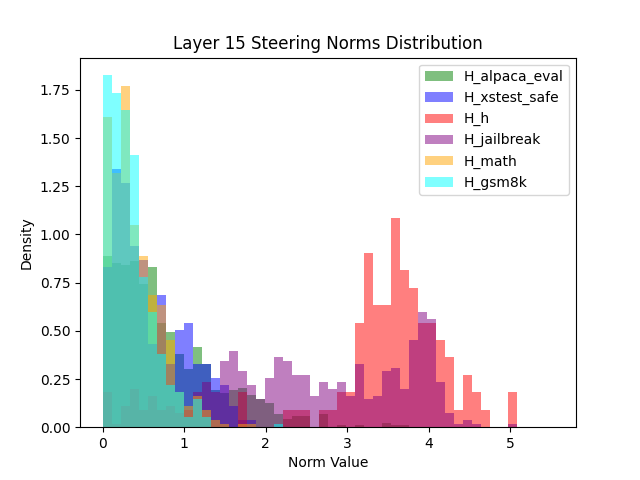 Layer 15 Steering Norms Distribution
H_alpaca_eval
H_xstest_safe
H_h
H_jailbreak
H_math
H_gsm8k
Density
1.75
1.50
1.25
1.00
0.75
0.50
0.25
0.00
0 1 2 3 4 5
Norm Value